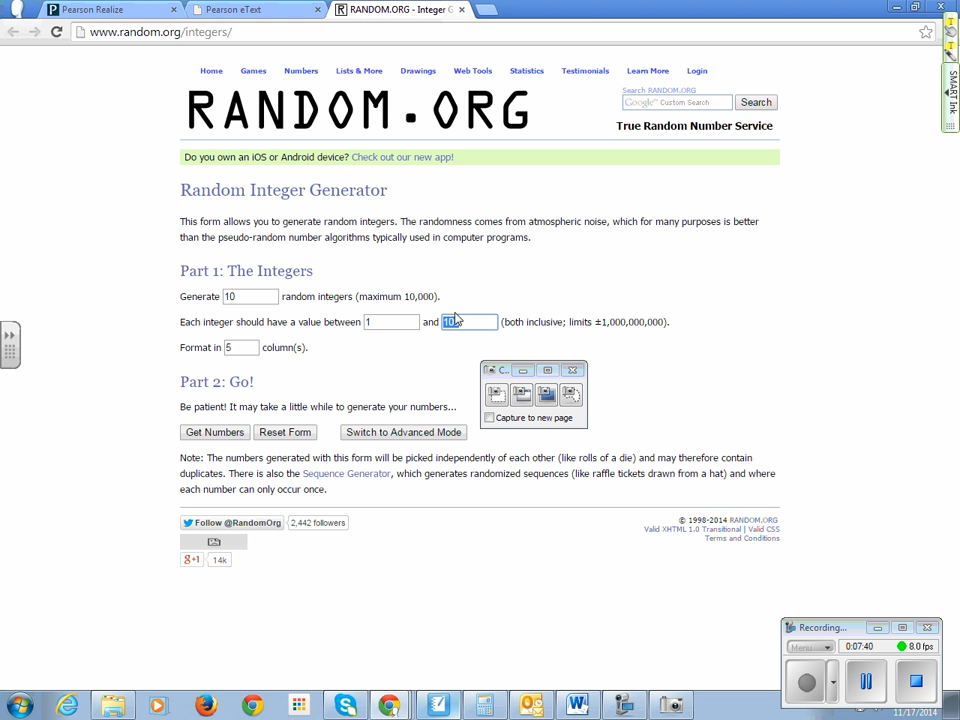 Pearson Realize
Pearson eText
RANDOM.ORG - Integer G
www.random.org/integers/
Home Games Numbers Lists & More Drawings Web Tools Statistics Testimonials Learn More Login
RANDOM.ORG
Search RANDOM.ORG
Google™ Custom Search Search
True Random Number Service
Do you own an iOS or Android device? Check out our new app!
Random Integer Generator
This form allows you to generate random integers. The randomness comes from atmospheric noise, which for many purposes is better
than the pseudo-random number algorithms typically used in computer programs.
Part 1: The Integers
Generate 10 random integers (maximum 10,000).
Each integer should have a value between 1 and 10 (both inclusive; limits ±1,000,000,000).
Format in 5 column(s).
Part 2: Go!
Be patient! It may take a little while to generate your numbers...
Get Numbers Reset Form Switch to Advanced Mode
C..
Capture to new page
Note: The numbers generated with this form will be picked independently of each other (like rolls of a die) and may therefore contain
duplicates. There is also the Sequence Generator, which generates randomized sequences (like raffle tickets drawn from a hat) and where
each number can only occur once.
Follow @RandomOrg 2,442 followers
g+1 14k
© 1998-2014 RANDOM.ORG
Valid XHTML 1.0 Transitional | Valid CSS
Terms and Conditions
SMART Ink
Recording...
Menu 0:07:40 8.0 fps
11/17/2014